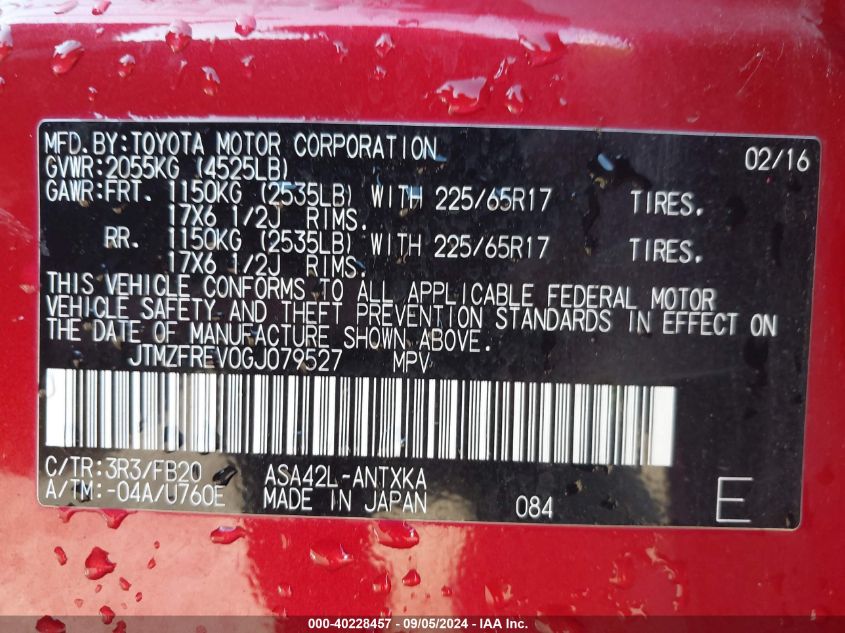 MFD.BY:TOYOTA MOTOR CORPORATION 02/16
GVWR:2055KG (4525LB)
GAWR:FRT. 1150KG (2535LB) WITH 225/65R17 TIRES.
17X6 1/2J RIMS.
RR. 1150KG (2535LB) WITH 225/65R17 TIRES.
17X6 1/2J RIMS.
THIS VEHICLE CONFORMS TO ALL APPLICABLE FEDERAL MOTOR
VEHICLE SAFETY AND THEFT PREVENTION STANDARDS IN EFFECT ON
THE DATE OF MANUFACTURE SHOWN ABOVE.
JTMZFREV0GJ079527 MPV
C/TR:3R3/FB20 ASA42L-ANTXKA
A/TM:-04A/U760E MADE IN JAPAN 084 E
000-40228457 - 09/05/2024 - IAA Inc.